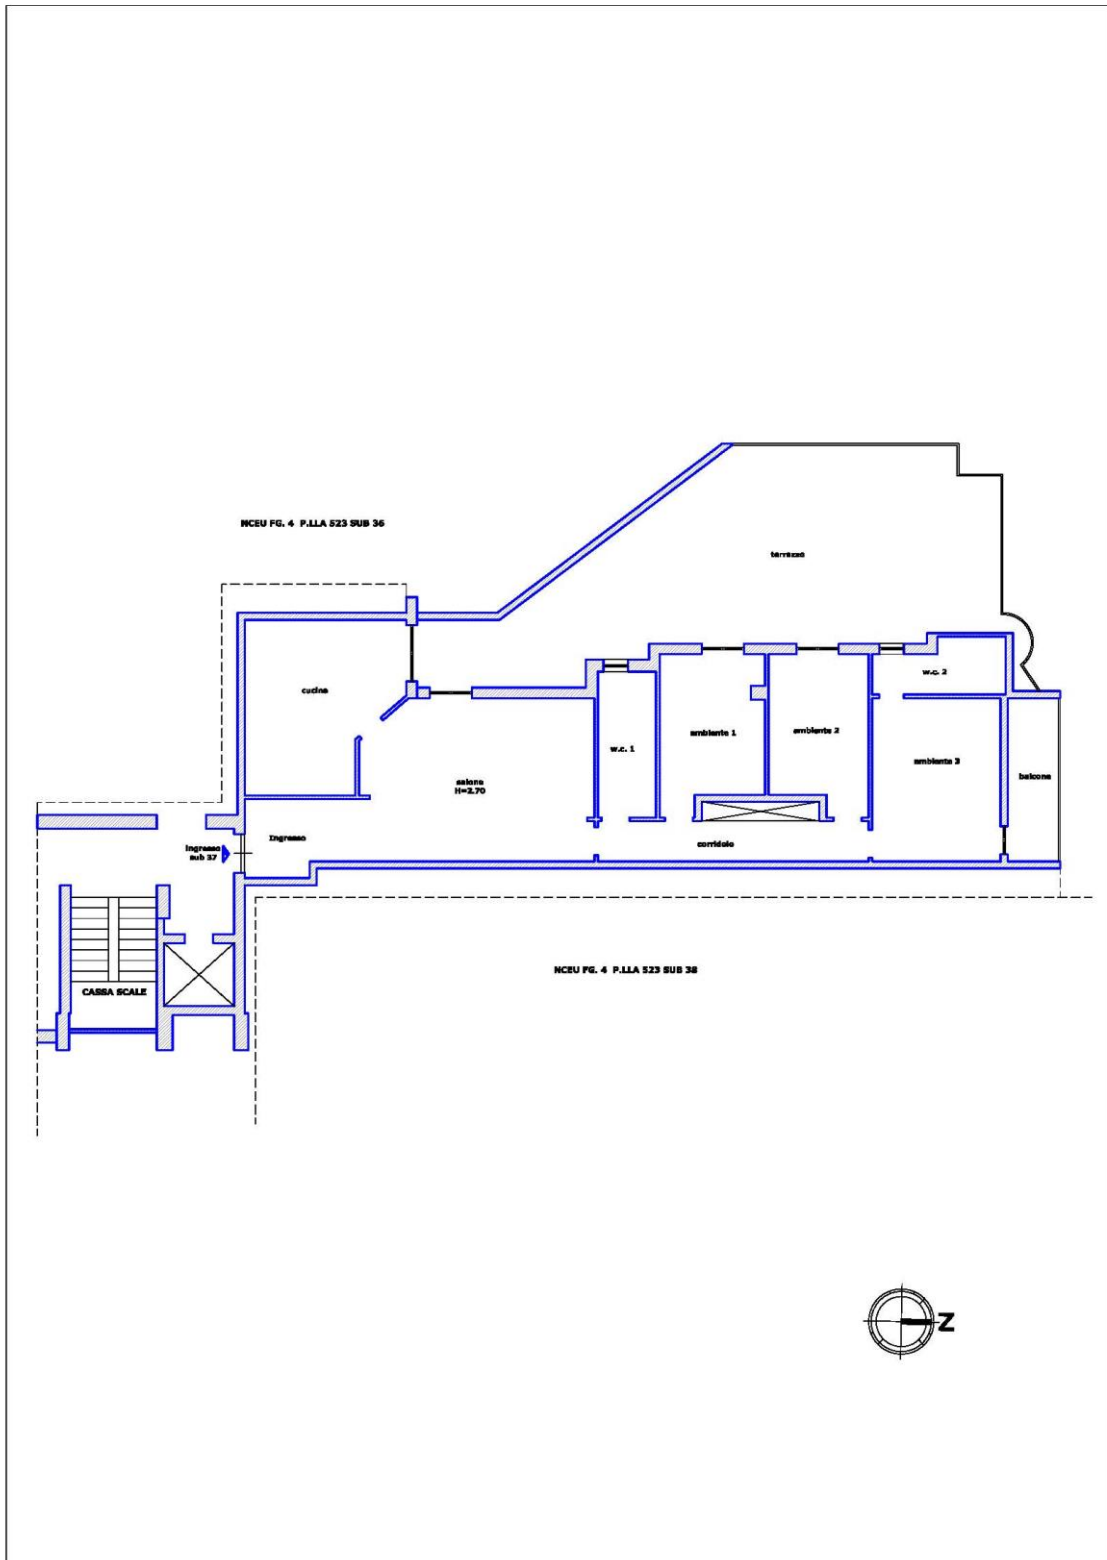 NCEU FG. 4 P.LLA 523 SUB 36
terrazzo
cucina
w.c. 2
ambiente 1
ambiente 2
w.c. 1
ambiente 3
balcone
salone
H=2.70
Ingresso
corridoio
ingresso
sub 37
NCEU FG. 4 P.LLA 523 SUB 38
CASSA SCALE
N